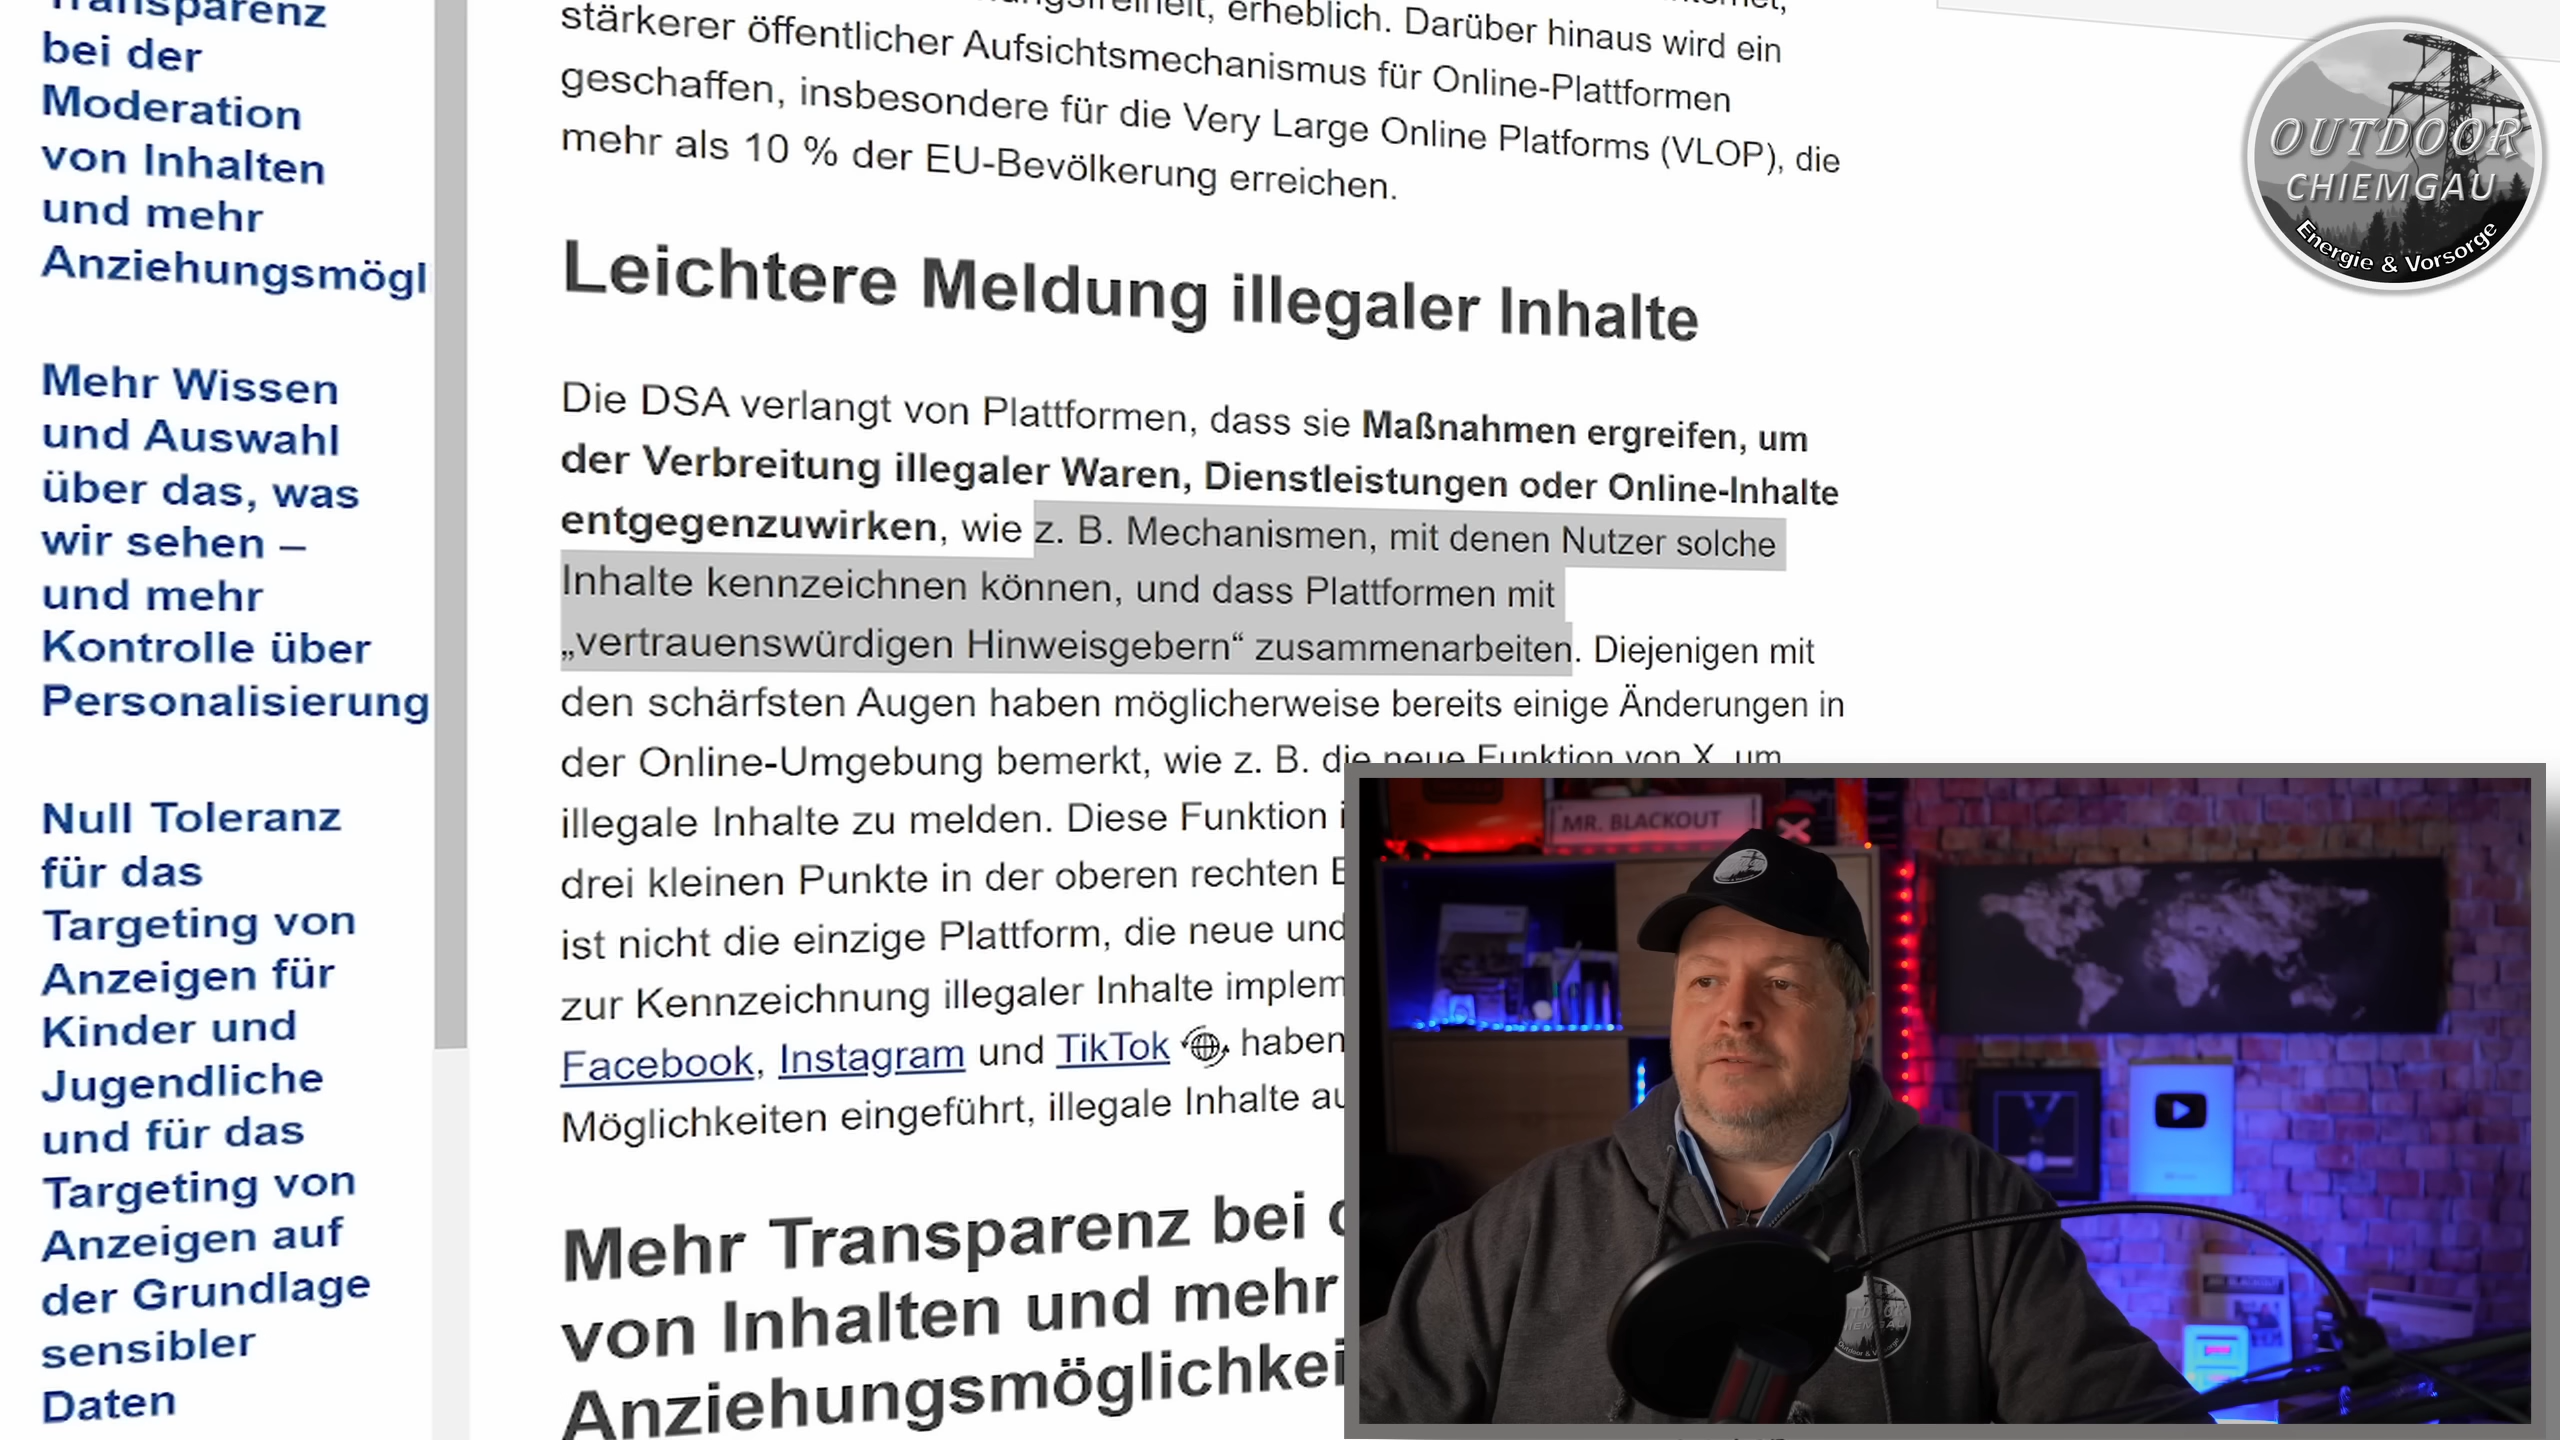 Transparenz
bei der
Moderation
von Inhalten
und mehr
Anziehungsmögl
Mehr Wissen
und Auswahl
über das, was
wir sehen –
und mehr
Kontrolle über
Personalisierung
Null Toleranz
für das
Targeting von
Anzeigen für
Kinder und
Jugendliche
und für das
Targeting von
Anzeigen auf
der Grundlage
sensibler
Daten
erheblich. Darüber hinaus wird ein
stärkerer öffentlicher Aufsichtsmechanismus für Online-Plattformen
geschaffen, insbesondere für die Very Large Online Platforms (VLOP), die
mehr als 10 % der EU-Bevölkerung erreichen.
Leichtere Meldung illegaler Inhalte
Die DSA verlangt von Plattformen, dass sie Maßnahmen ergreifen, um
der Verbreitung illegaler Waren, Dienstleistungen oder Online-Inhalte
entgegenzuwirken, wie z. B. Mechanismen, mit denen Nutzer solche
Inhalte kennzeichnen können, und dass Plattformen mit
„vertrauenswürdigen Hinweisgebern“ zusammenarbeiten. Diejenigen mit
den schärfsten Augen haben möglicherweise bereits einige Änderungen in
der Online-Umgebung bemerkt, wie z. B. die neue Funktion von X, um
illegale Inhalte zu melden. Diese Funktion
drei kleinen Punkte in der oberen rechten
ist nicht die einzige Plattform, die neue und
zur Kennzeichnung illegaler Inhalte implem
Facebook, Instagram und TikTok haben
Möglichkeiten eingeführt, illegale Inhalte
Mehr Transparenz bei
von Inhalten und mehr
Anziehungsmöglichkei
OUTDOOR
CHIEMGAU
Energie & Vorsorge
MR. BLACKOUT